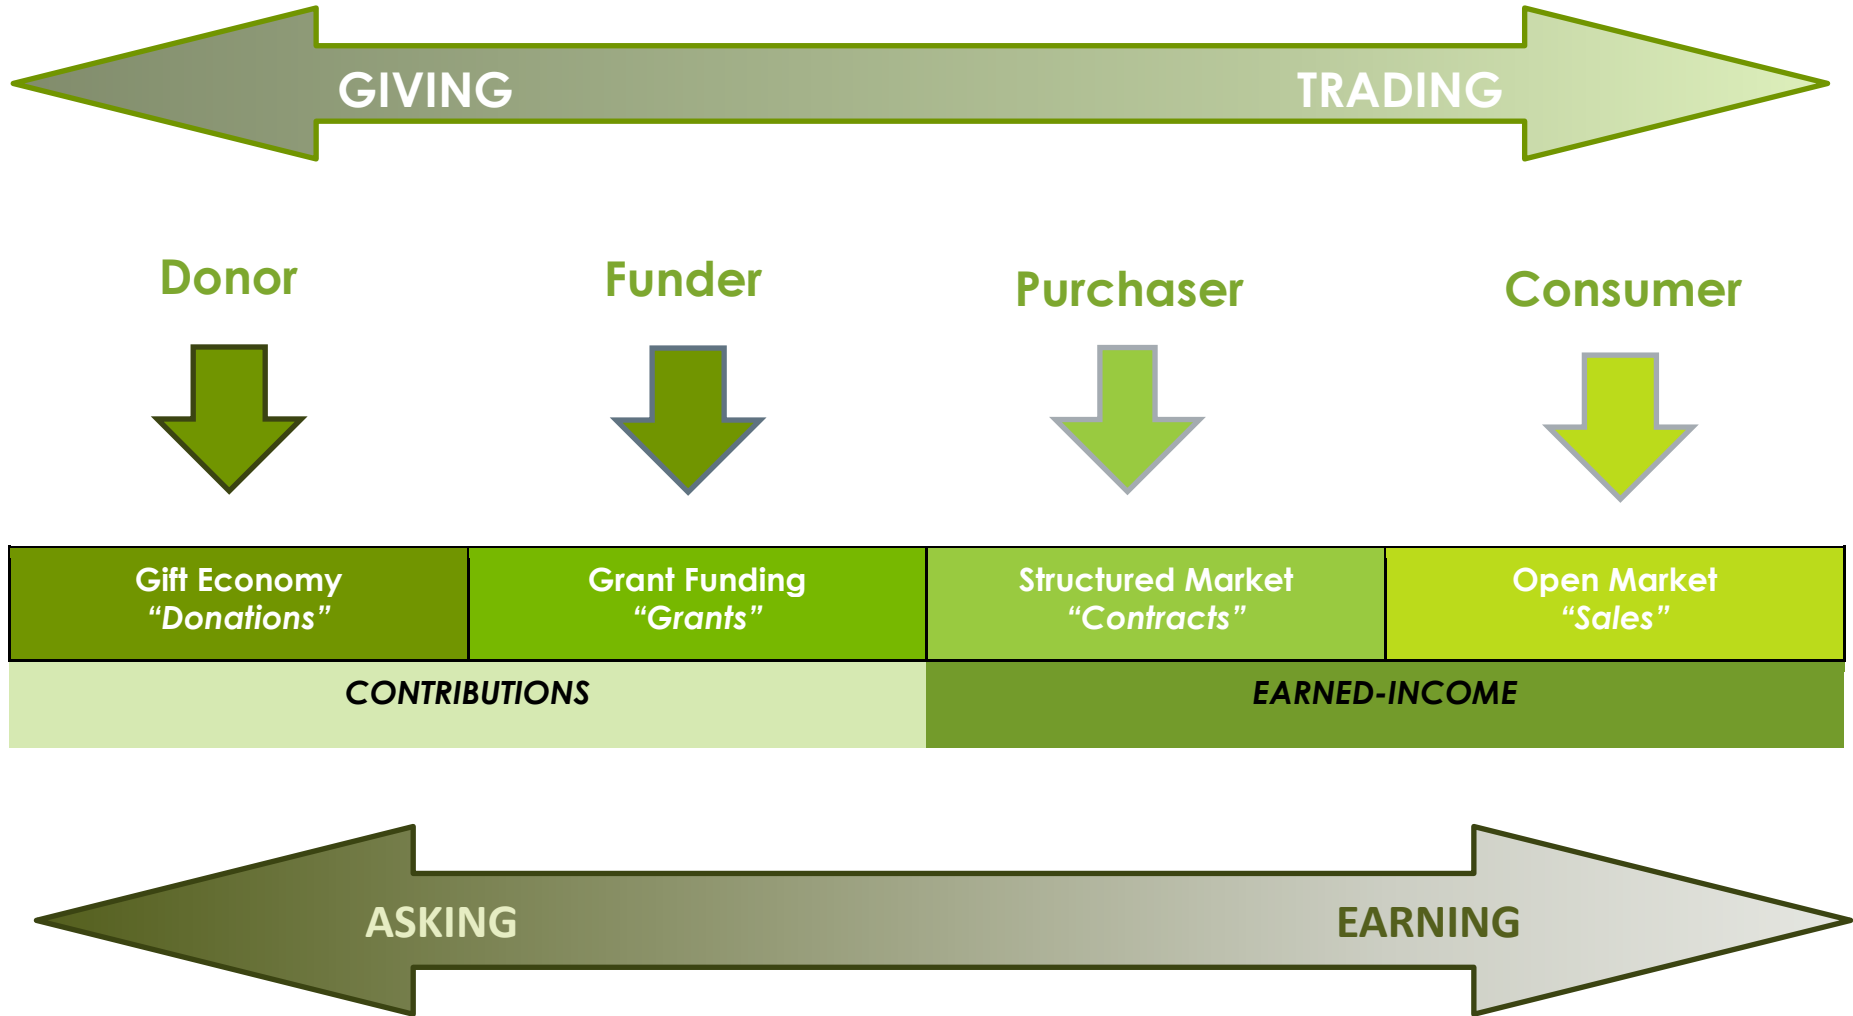 GIVING
TRADING
Donor
Funder
Purchaser
Consumer
Gift Economy
“Donations”
Grant Funding
“Grants”
Structured Market
“Contracts”
Open Market
“Sales”
CONTRIBUTIONS
EARNED-INCOME
ASKING
EARNING